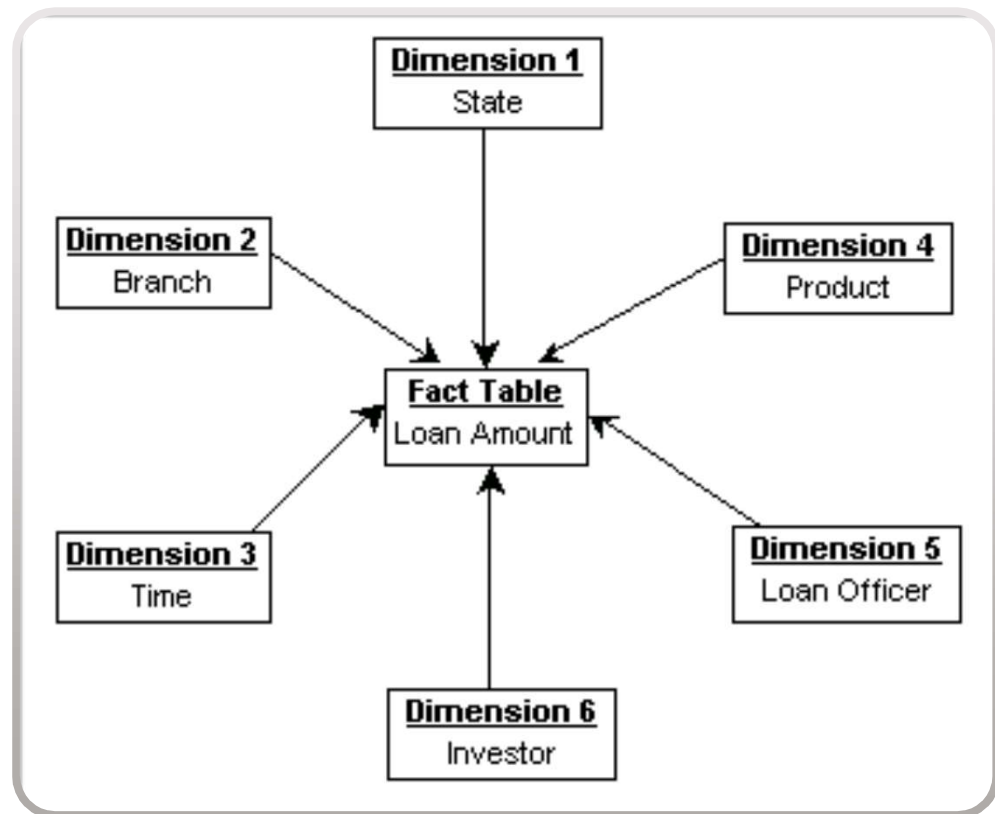 Dimension 1
State
Dimension 2
Branch
Dimension 4
Product
Fact Table
Loan Amount
Dimension 3
Time
Dimension 5
Loan Officer
Dimension 6
Investor